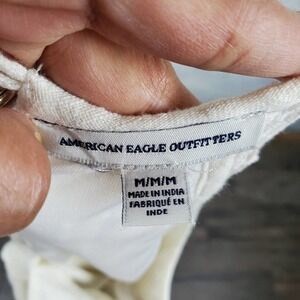 AMERICAN EAGLE OUTFITTERS
M/M/M
MADE IN INDIA
FABRIQUÉ EN
INDE